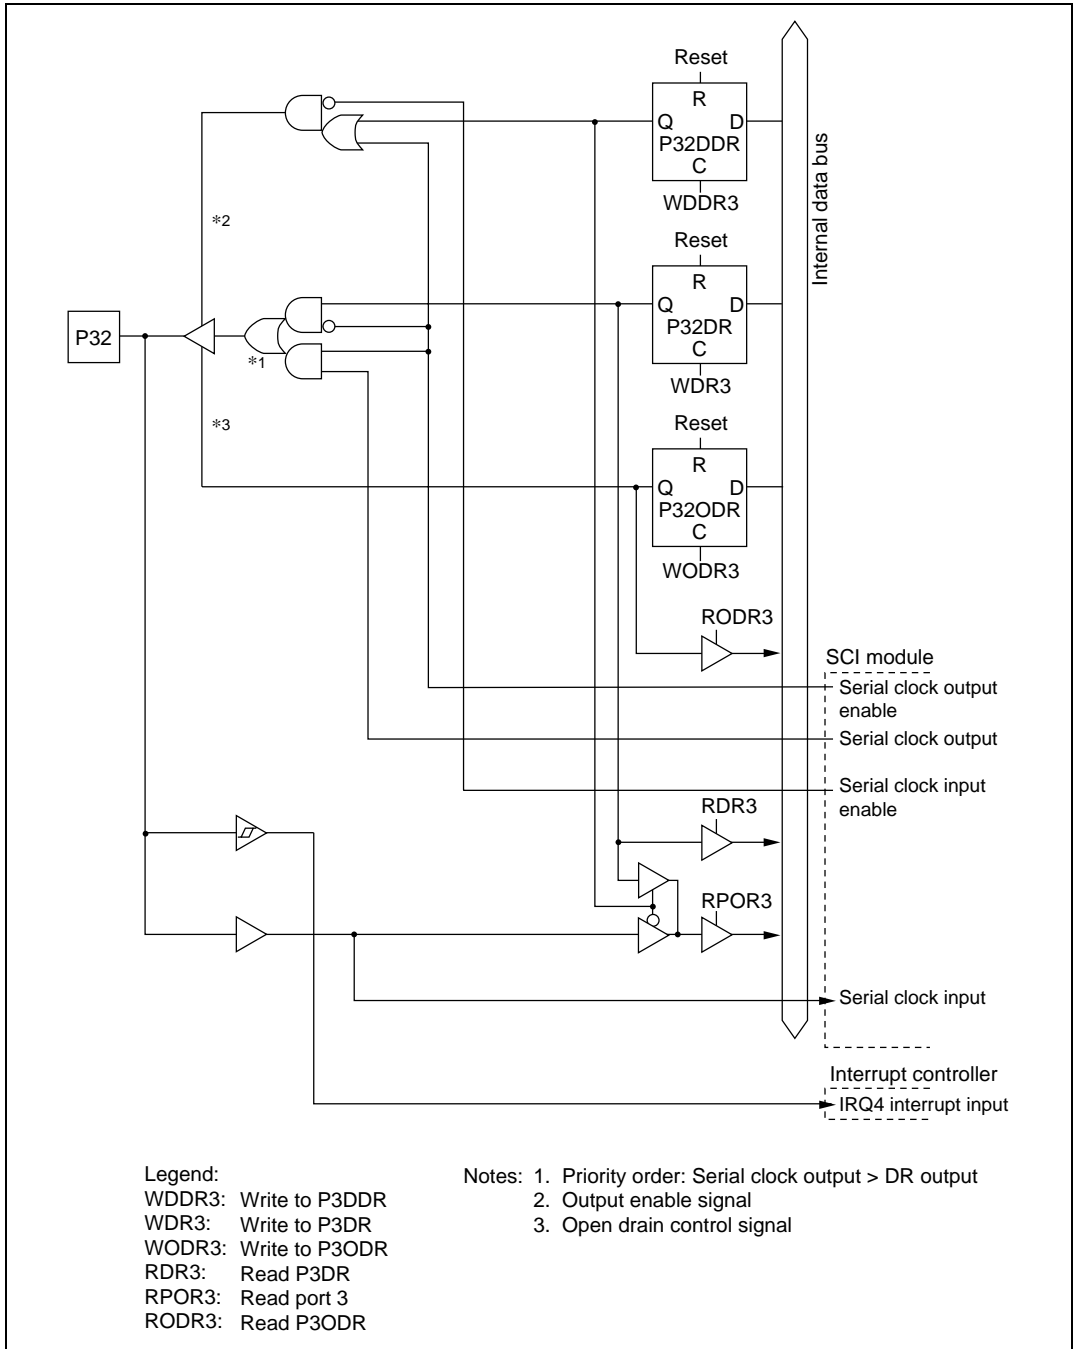 Reset
R
Q D
P32DDR
C
WDDR3
Internal data bus
*2
Reset
R
Q D
P32DR
C
WDR3
P32
*1
*3
Reset
R
Q D
P32ODR
C
WODR3
RODR3
SCI module
Serial clock output
enable
Serial clock output
Serial clock input
enable
RDR3
RPOR3
Serial clock input
Interrupt controller
IRQ4 interrupt input
Legend:
WDDR3: Write to P3DDR
WDR3: Write to P3DR
WODR3: Write to P3ODR
RDR3: Read P3DR
RPOR3: Read port 3
RODR3: Read P3ODR
Notes: 1. Priority order: Serial clock output > DR output
2. Output enable signal
3. Open drain control signal